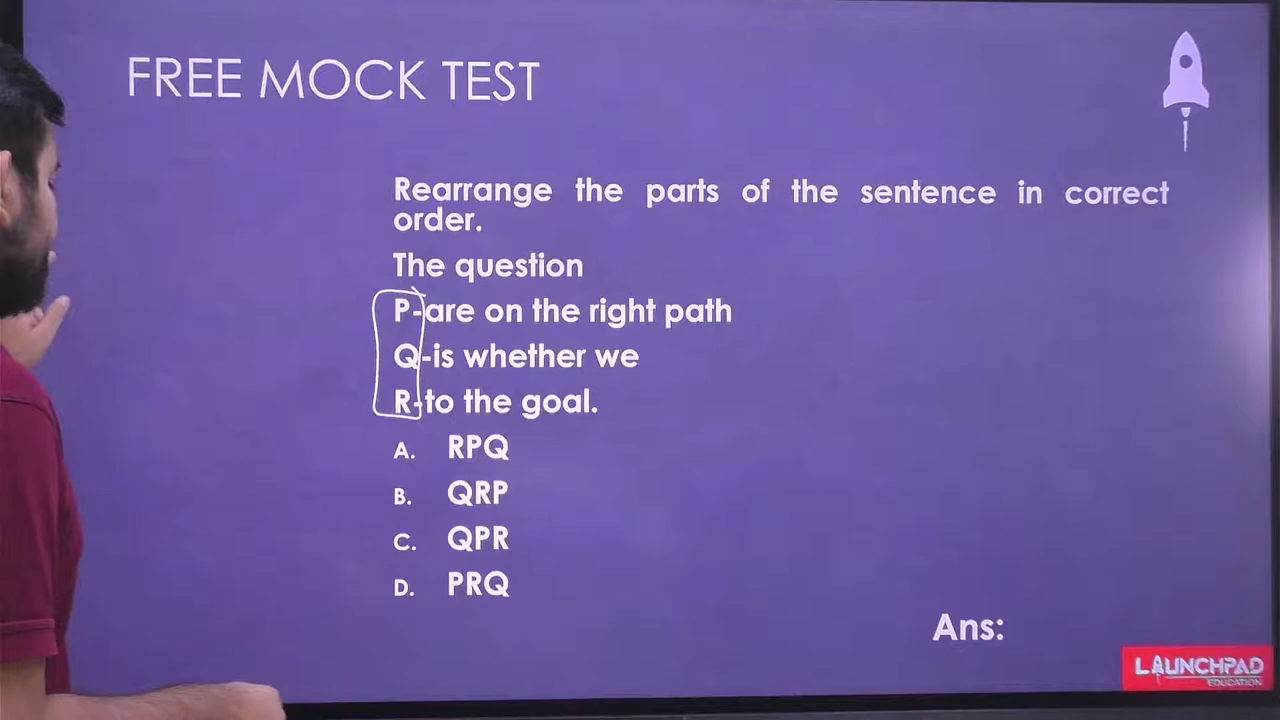 FREE MOCK TEST
Rearrange the parts of the sentence in correct
order.
The question
P-are on the right path
Q-is whether we
R-to the goal.
A. RPQ
B. QRP
C. QPR
D. PRQ
Ans:
LAUNCHPAD
EDUCATION